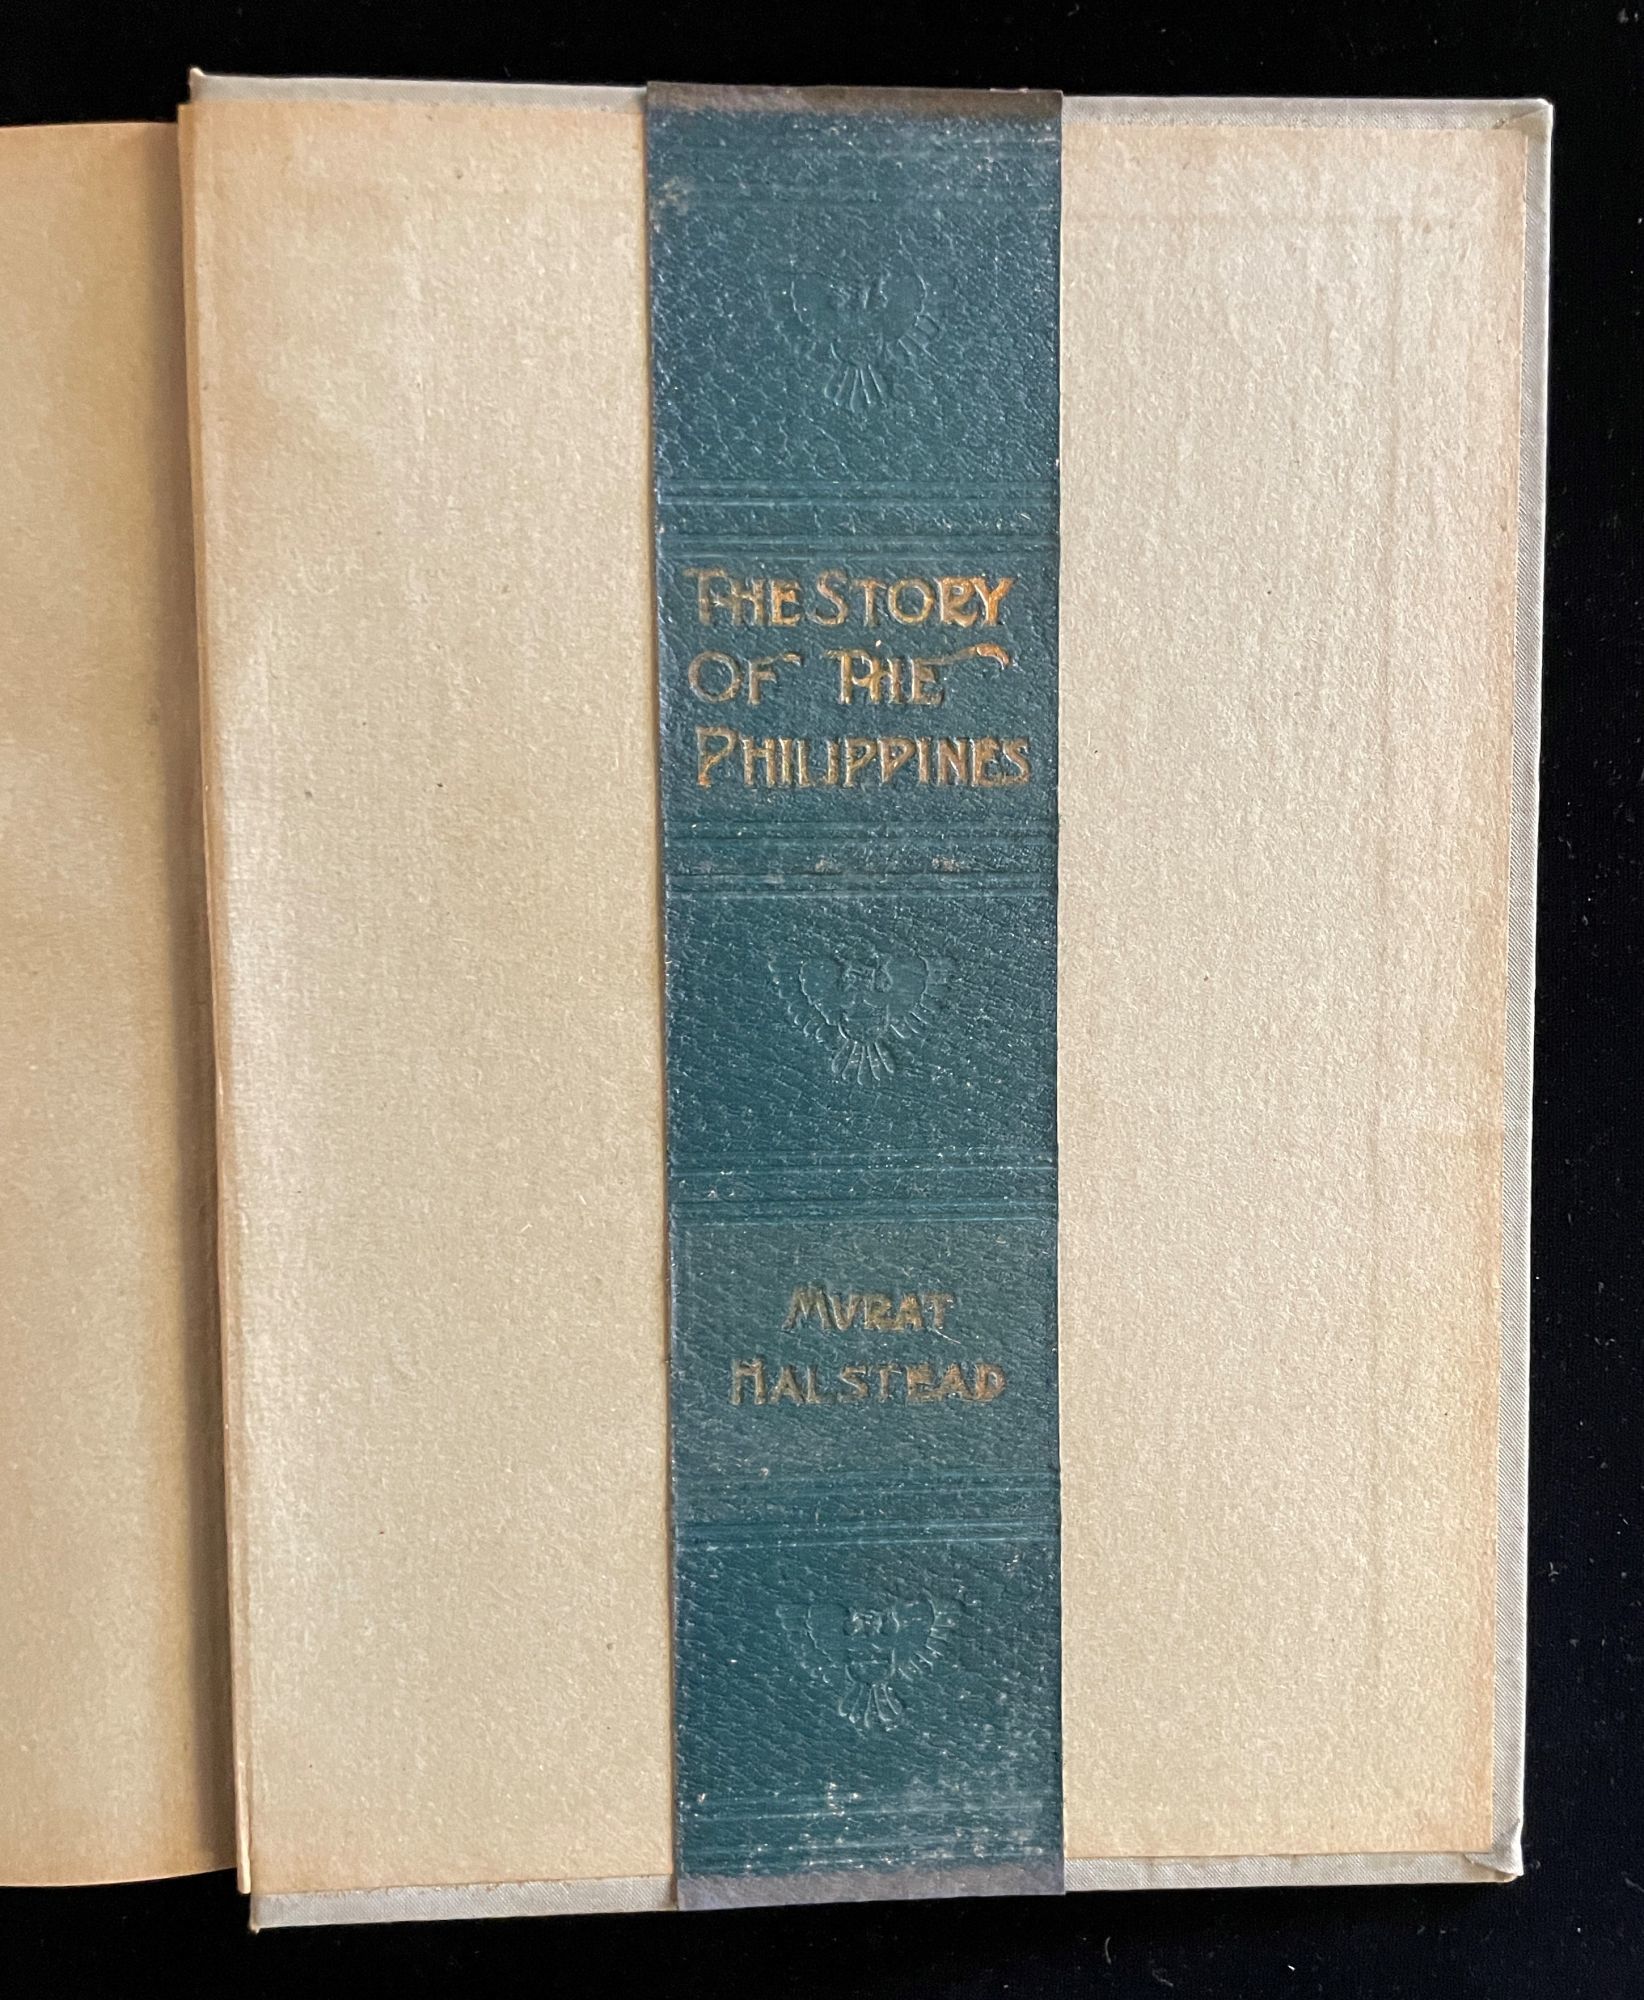 THE STORY
OF THE
PHILIPPINES
MURAT
HALSTEAD